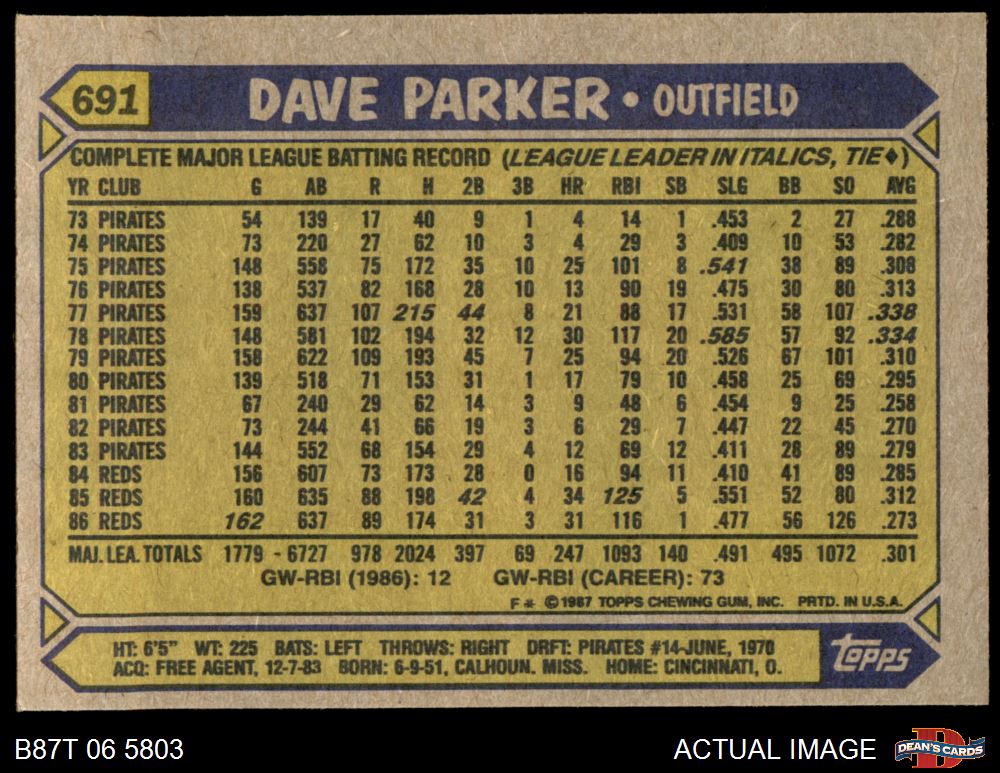 691 DAVE PARKER • OUTFIELD
COMPLETE MAJOR LEAGUE BATTING RECORD (LEAGUE LEADER IN ITALICS, TIE♦)
YR CLUB G AB R H 2B 3B HR RBI SB SLG BB SO AVG
73 PIRATES 54 139 17 40 9 1 4 14 1 .453 2 27 .288
74 PIRATES 73 220 27 62 10 3 4 29 3 .409 10 53 .282
75 PIRATES 148 558 75 172 35 10 25 101 8 .541 38 89 .308
76 PIRATES 138 537 82 168 28 10 13 90 19 .475 30 80 .313
77 PIRATES 159 637 107 215 44 8 21 88 17 .531 58 107 .338
78 PIRATES 148 581 102 194 32 12 30 117 20 .585 57 92 .334
79 PIRATES 158 622 109 193 45 7 25 94 20 .526 67 101 .310
80 PIRATES 139 518 71 153 31 1 17 79 10 .458 25 69 .295
81 PIRATES 67 240 29 62 14 3 9 48 6 .454 9 25 .258
82 PIRATES 73 244 41 66 19 3 6 29 7 .447 22 45 .270
83 PIRATES 144 552 68 154 29 4 12 69 12 .411 28 89 .279
84 REDS 156 607 73 173 28 0 16 94 11 .410 41 89 .285
85 REDS 160 635 88 198 42 4 34 125 5 .551 52 80 .312
86 REDS 162 637 89 174 31 3 31 116 1 .477 56 126 .273
MAJ. LEA. TOTALS 1779 6727 978 2024 397 69 247 1093 140 .491 495 1072 .301
GW-RBI (1986): 12 GW-RBI (CAREER): 73
F* ©1987 TOPPS CHEWING GUM, INC. PRTD. IN U.S.A.
HT: 6'5" WT: 225 BATS: LEFT THROWS: RIGHT DRFT: PIRATES #14-JUNE, 1970
ACQ: FREE AGENT, 12-7-83 BORN: 6-9-51, CALHOUN. MISS. HOME: CINCINNATI, O.
topps
B87T 06 5803 ACTUAL IMAGE DEAN'S CARDS